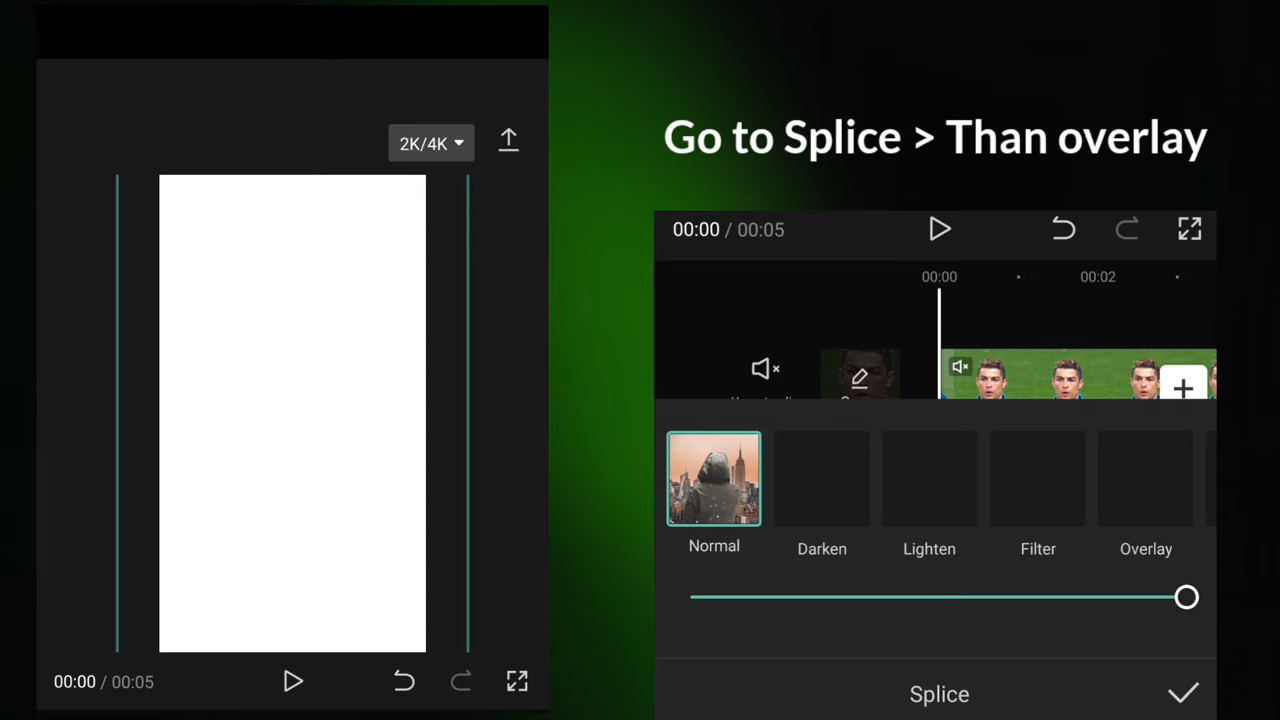 2K/4K
00:00 / 00:05
Go to Splice > Than overlay
00:00 / 00:05
00:00
00:02
Normal
Darken
Lighten
Filter
Overlay
Splice